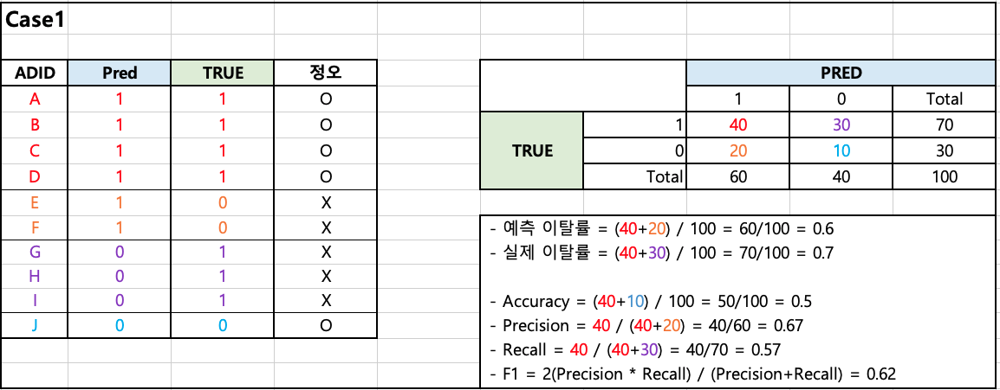 Case1
ADID Pred TRUE 정오
A 1 1 O
B 1 1 O
C 1 1 O
D 1 1 O
E 1 0 X
F 1 0 X
G 0 1 X
H 0 1 X
I 0 1 X
J 0 0 O
PRED
1 0 Total
TRUE
1 40 30 70
0 20 10 30
Total 60 40 100
- 예측 이탈률 = (40+20) / 100 = 60/100 = 0.6
- 실제 이탈률 = (40+30) / 100 = 70/100 = 0.7
- Accuracy = (40+10) / 100 = 50/100 = 0.5
- Precision = 40 / (40+20) = 40/60 = 0.67
- Recall = 40 / (40+30) = 40/70 = 0.57
- F1 = 2(Precision * Recall) / (Precision+Recall) = 0.62